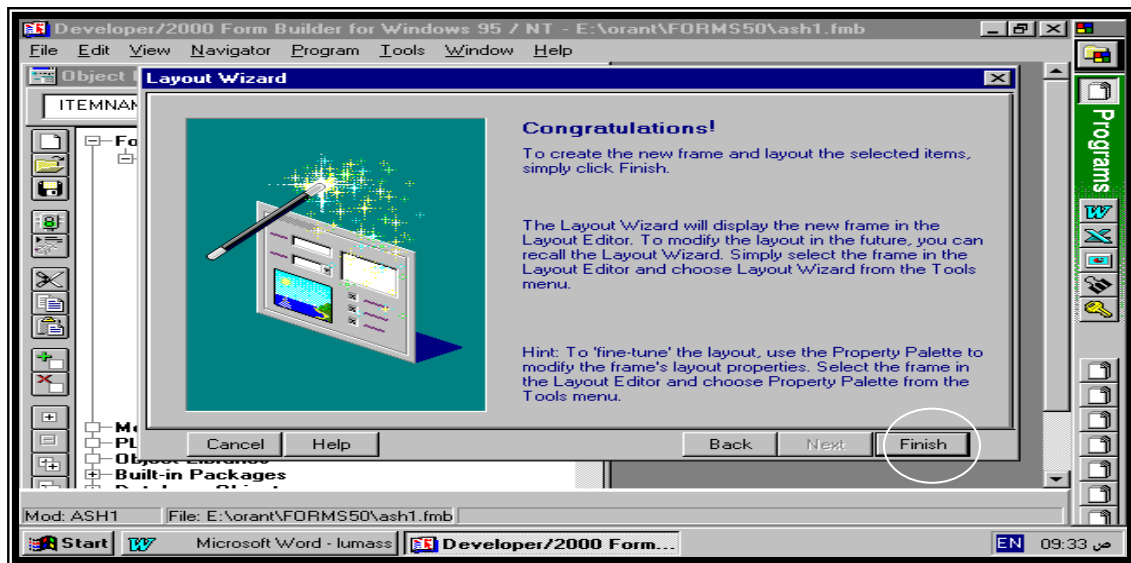 Developer/2000 Form Builder for Windows 95 / NT - E:\orant\FORMS50\ash1.fmb
File Edit View Navigator Program Tools Window Help
Object
Layout Wizard
Programs
Congratulations!
To create the new frame and layout the selected items,
simply click Finish.
The Layout Wizard will display the new frame in the
Layout Editor. To modify the layout in the future, you can
recall the Layout Wizard. Simply select the frame in the
Layout Editor and choose Layout Wizard from the Tools
menu.
Hint: To 'fine-tune' the layout, use the Property Palette to
modify the frame's layout properties. Select the frame in
the Layout Editor and choose Property Palette from the
Tools menu.
Cancel Help Back Next Finish
Built-in Packages
Mod: ASH1 File: E:\orant\FORMS50\ash1.fmb
Start Microsoft Word - lumass Developer/2000 Form... EN 09:33 ص